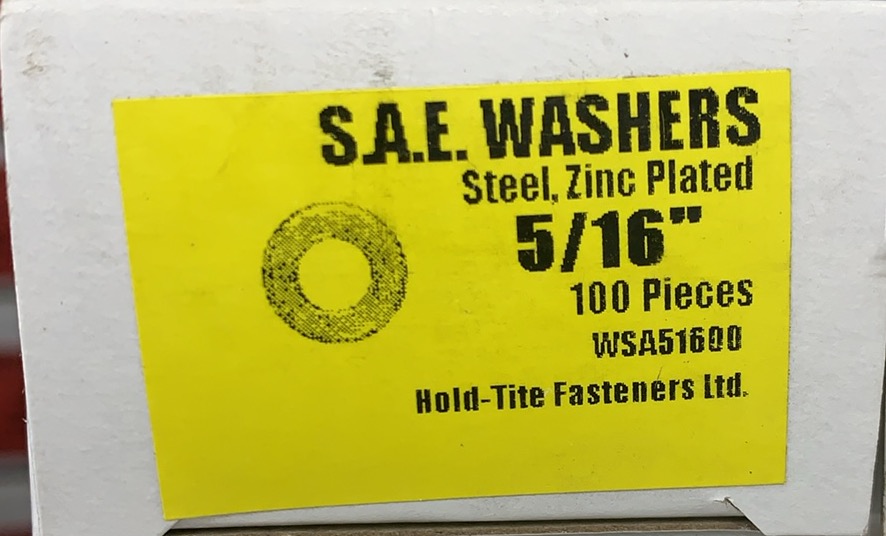 S.A.E. WASHERS
Steel, Zinc Plated
5/16"
100 Pieces
WSA51600
Hold-Tite Fasteners Ltd.